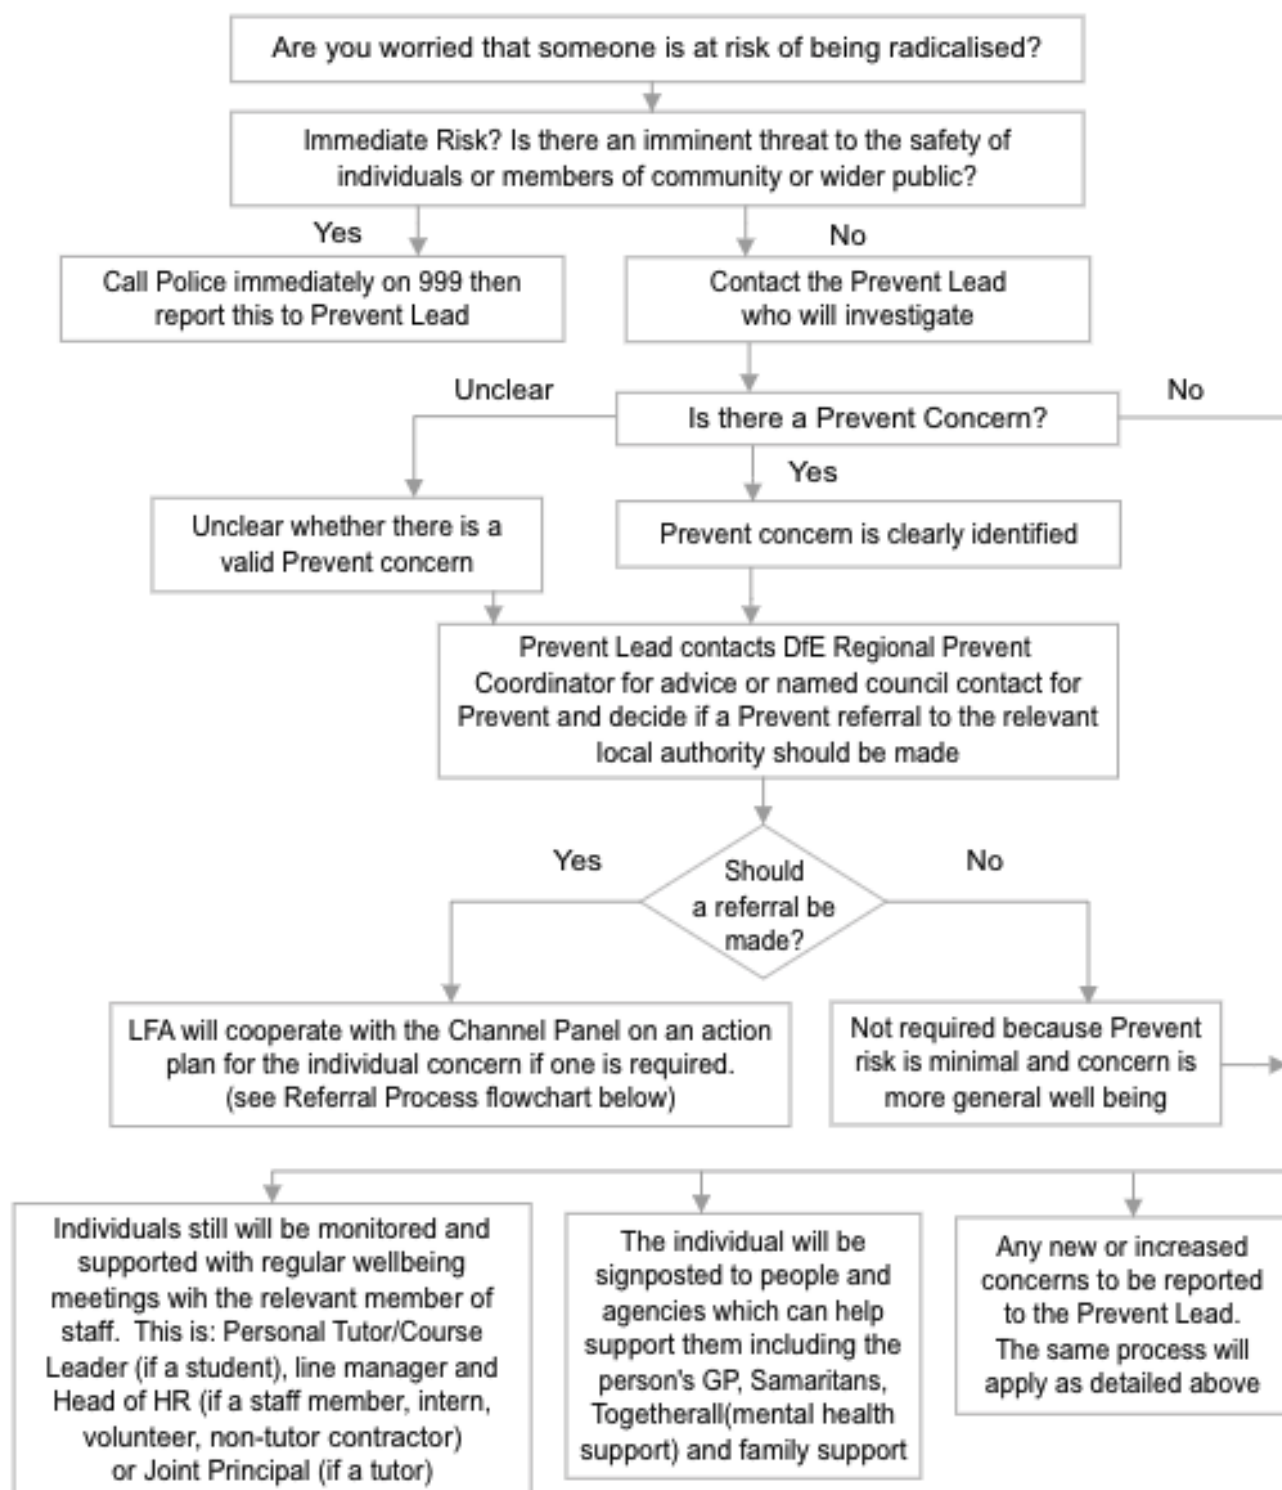 Are you worried that someone is at risk of being radicalised?
Immediate Risk? Is there an imminent threat to the safety of
individuals or members of community or wider public?
Yes
No
Call Police immediately on 999 then
report this to Prevent Lead
Contact the Prevent Lead
who will investigate
Unclear
No
Is there a Prevent Concern?
Yes
Unclear whether there is a
valid Prevent concern
Prevent concern is clearly identified
Prevent Lead contacts DfE Regional Prevent
Coordinator for advice or named council contact for
Prevent and decide if a Prevent referral to the relevant
local authority should be made
Yes
No
Should
a referral be
made?
LFA will cooperate with the Channel Panel on an action
plan for the individual concern if one is required.
(see Referral Process flowchart below)
Not required because Prevent
risk is minimal and concern is
more general well being
Individuals still will be monitored and
supported with regular wellbeing
meetings wih the relevant member of
staff.  This is: Personal Tutor/Course
Leader (if a student), line manager and
Head of HR (if a staff member, intern,
volunteer, non-tutor contractor)
or Joint Principal (if a tutor)
The individual will be
signposted to people and
agencies which can help
support them including the
person's GP, Samaritans,
Togetherall(mental health
support) and family support
Any new or increased
concerns to be reported
to the Prevent Lead.
The same process will
apply as detailed above